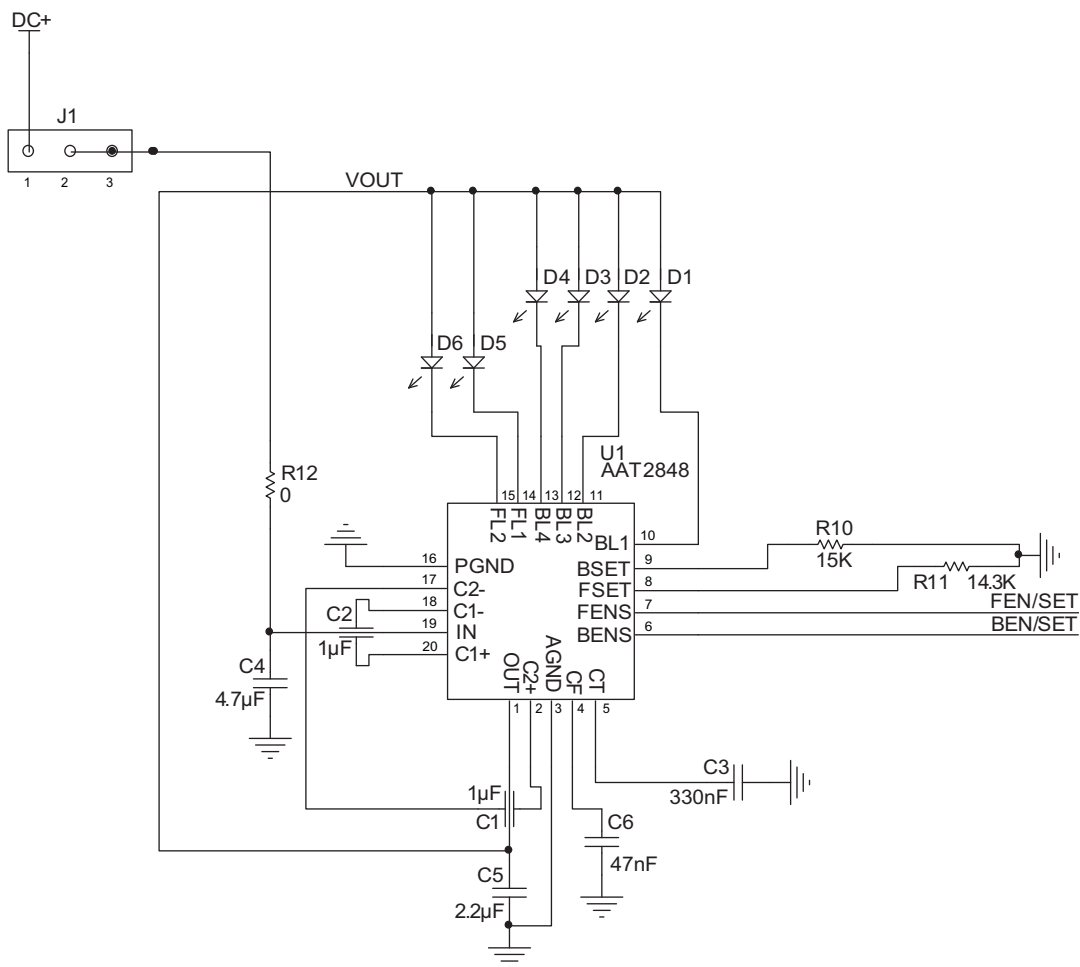 DC+
J1
1 2 3
VOUT
D4 D3 D2 D1
D6 D5
U1
AAT2848
R12
0
15 14 13 12 11
FL2 FL1 BL4 BL3 BL2
BL1 10
R10
15K
BSET 9
FSET 8
R11 14.3K
FENS 7
FEN/SET
BENS 6
BEN/SET
16 PGND
17 C2-
18 C1-
C2
1µF
19 IN
20 C1+
OUT C2+ AGND CF CT
1 2 3 4 5
C4
4.7µF
C3
330nF
1µF
C1
C6
47nF
C5
2.2µF